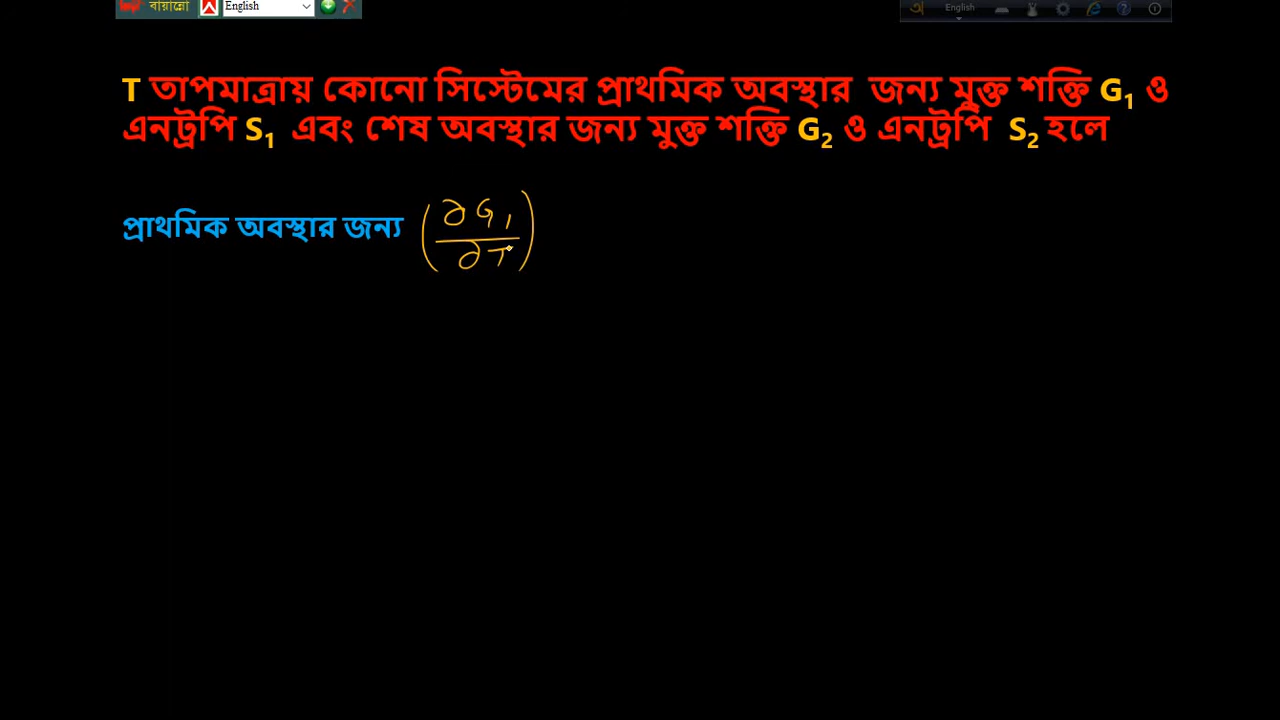 বায়ান্নো English English
T তাপমাত্রায় কোনো সিস্টেমের প্রাথমিক অবস্থার জন্য মুক্ত শক্তি G₁ ও
এনট্রপি S₁ এবং শেষ অবস্থার জন্য মুক্ত শক্তি G₂ ও এনট্রপি S₂ হলে
প্রাথমিক অবস্থার জন্য (∂G₁/∂T)